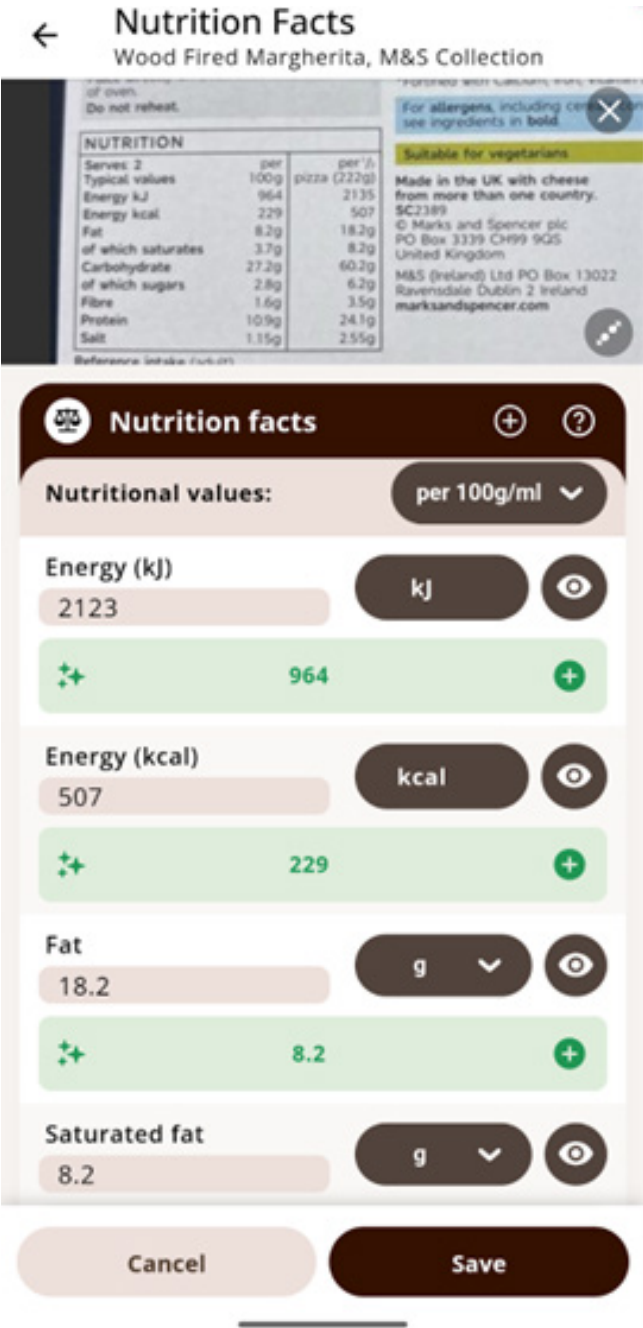 Nutrition Facts
Wood Fired Margherita, M&S Collection
of oven.
Do not reheat.
For allergens, including
see ingredients in bold
NUTRITION
Serves: 2 per per ½
Typical values 100g pizza (222g)
Energy kJ 964 2135
Energy kcal 229 507
Fat 8.2g 18.2g
of which saturates 3.7g 8.2g
Carbohydrate 27.2g 60.2g
of which sugars 2.8g 6.2g
Fibre 1.6g 3.5g
Protein 10.9g 24.1g
Salt 1.15g 2.55g
Reference intake (adult)
Suitable for vegetarians
Made in the UK with cheese
from more than one country.
SC2389
© Marks and Spencer plc
PO Box 3339 CH99 9QS
United Kingdom
M&S (Ireland) Ltd PO Box 13022
Ravensdale Dublin 2 Ireland
marksandspencer.com
Nutrition facts
Nutritional values: per 100g/ml
Energy (kJ)
2123 kJ
964
Energy (kcal)
507 kcal
229
Fat
18.2 g
8.2
Saturated fat
8.2 g
Cancel Save